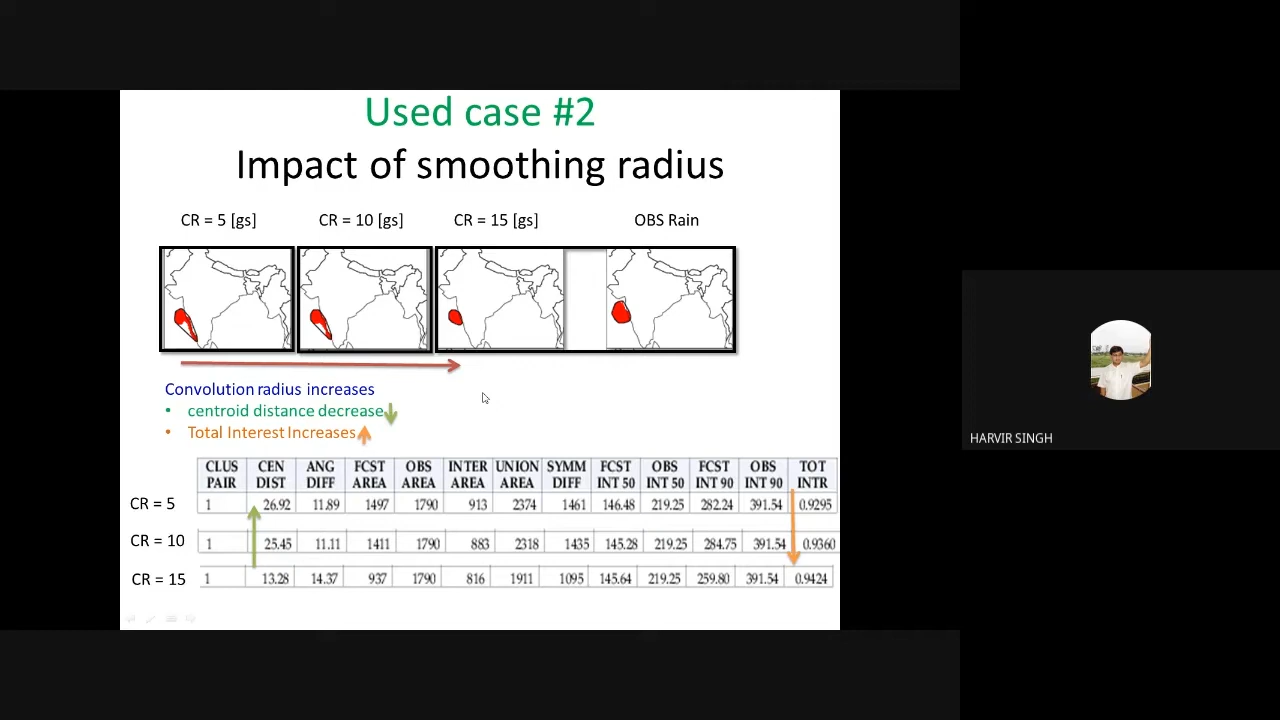 Used case #2
Impact of smoothing radius
CR = 5 [gs] CR = 10 [gs] CR = 15 [gs] OBS Rain
Convolution radius increases
• centroid distance decrease
• Total Interest Increases
CLUS PAIR CEN DIST ANG DIFF FCST AREA OBS AREA INTER AREA UNION AREA SYMM DIFF FCST INT 50 OBS INT 50 FCST INT 90 OBS INT 90 TOT INTR
CR = 5 1 26.92 11.89 1497 1790 913 2374 1461 146.48 219.25 282.24 391.54 0.9295
CR = 10 1 25.45 11.11 1411 1790 883 2318 1435 145.28 219.25 284.75 391.54 0.9360
CR = 15 1 13.28 14.37 937 1790 816 1911 1095 145.64 219.25 259.80 391.54 0.9424
HARVIR SINGH